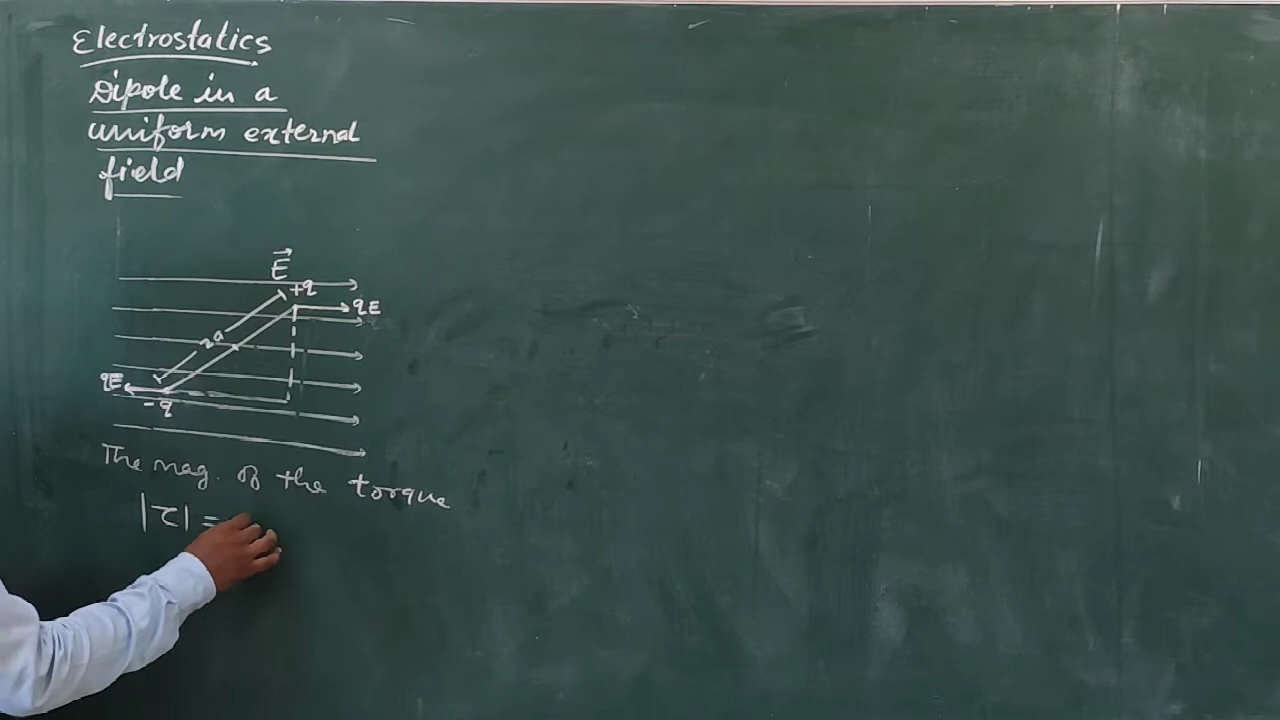 Electrostatics
Dipole in a
uniform external
field
E
+q
qE
2a
qE
-q
The mag. of the torque
|τ| =